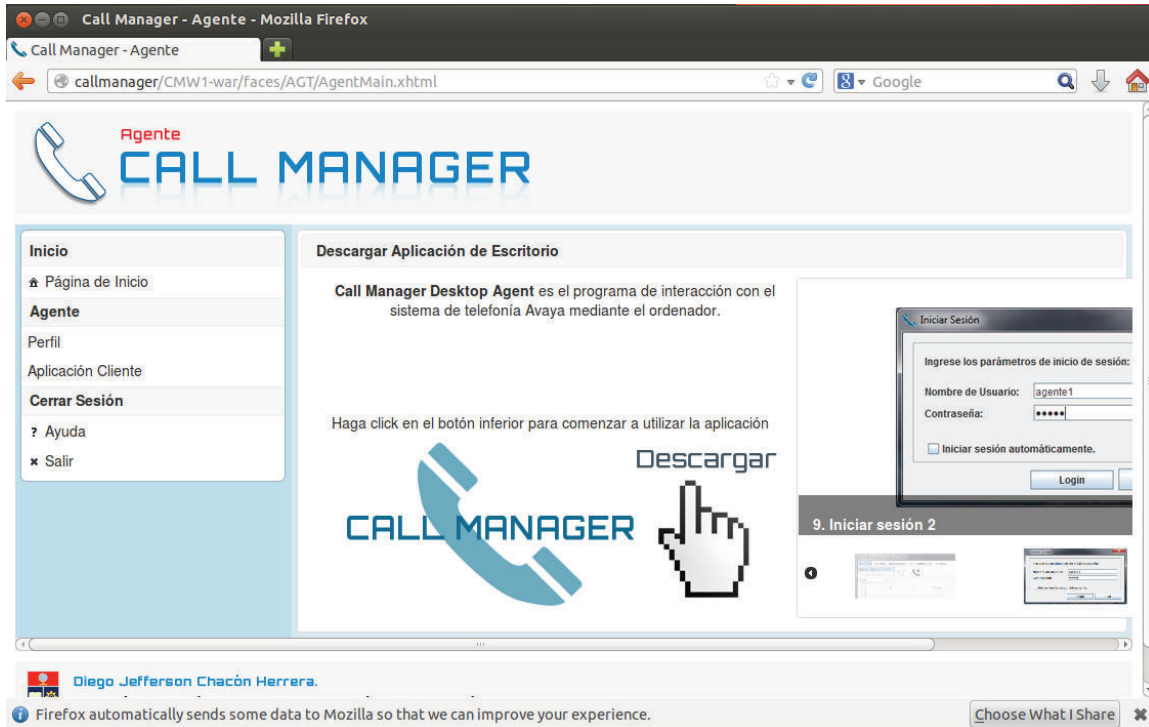 Call Manager - Agente - Mozilla Firefox
Call Manager - Agente
callmanager/CMW1-war/faces/AGT/AgentMain.xhtml
Google
Agente
CALL MANAGER
Inicio
Página de Inicio
Agente
Perfil
Aplicación Cliente
Cerrar Sesión
? Ayuda
Salir
Descargar Aplicación de Escritorio
Call Manager Desktop Agent es el programa de interacción con el
sistema de telefonía Avaya mediante el ordenador.
Haga click en el botón inferior para comenzar a utilizar la aplicación
Descargar
CALL MANAGER
Iniciar Sesión
Ingrese los parámetros de inicio de sesión:
Nombre de Usuario: agente1
Contraseña: •••••
Iniciar sesión automáticamente.
Login
9. Iniciar sesión 2
Diego Jefferson Chacón Herrera.
Firefox automatically sends some data to Mozilla so that we can improve your experience.
Choose What I Share